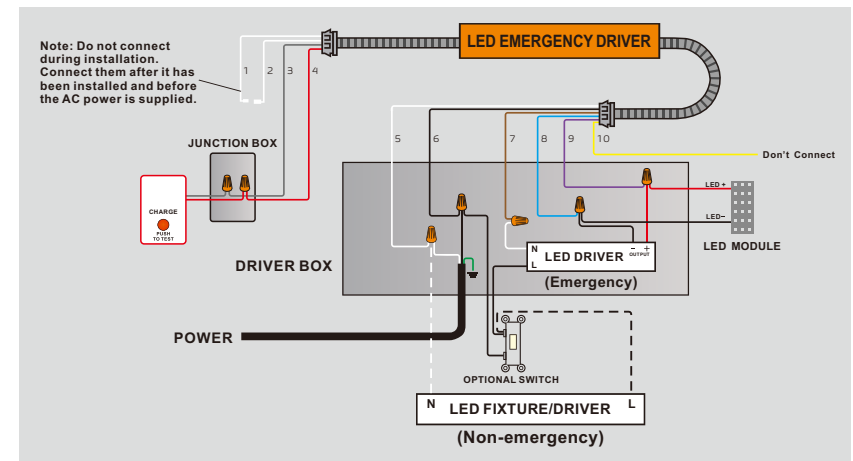 Note: Do not connect
during installation.
Connect them after it has
been installed and before
the AC power is supplied.
1
2
3
4
LED EMERGENCY DRIVER
5
6
7
8
9
10
Don't Connect
JUNCTION BOX
CHARGE
PUSH
TO TEST
LED +
LED–
LED MODULE
DRIVER BOX
N
L
LED DRIVER
– +
OUTPUT
(Emergency)
POWER
OPTIONAL SWITCH
N
LED FIXTURE/DRIVER
L
(Non-emergency)